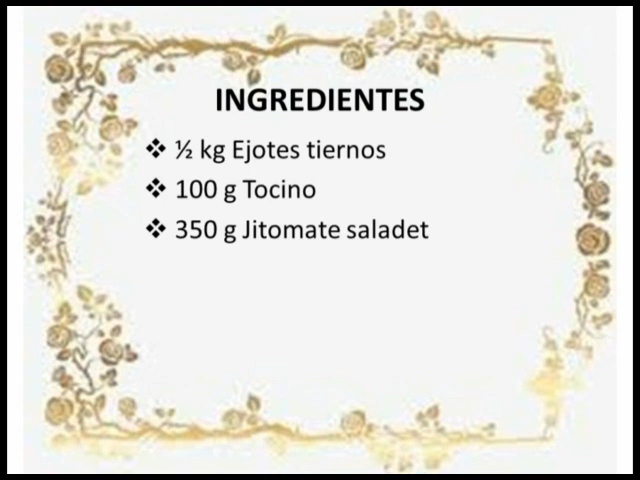 INGREDIENTES
❖ ½ kg Ejotes tiernos
❖ 100 g Tocino
❖ 350 g Jitomate saladet